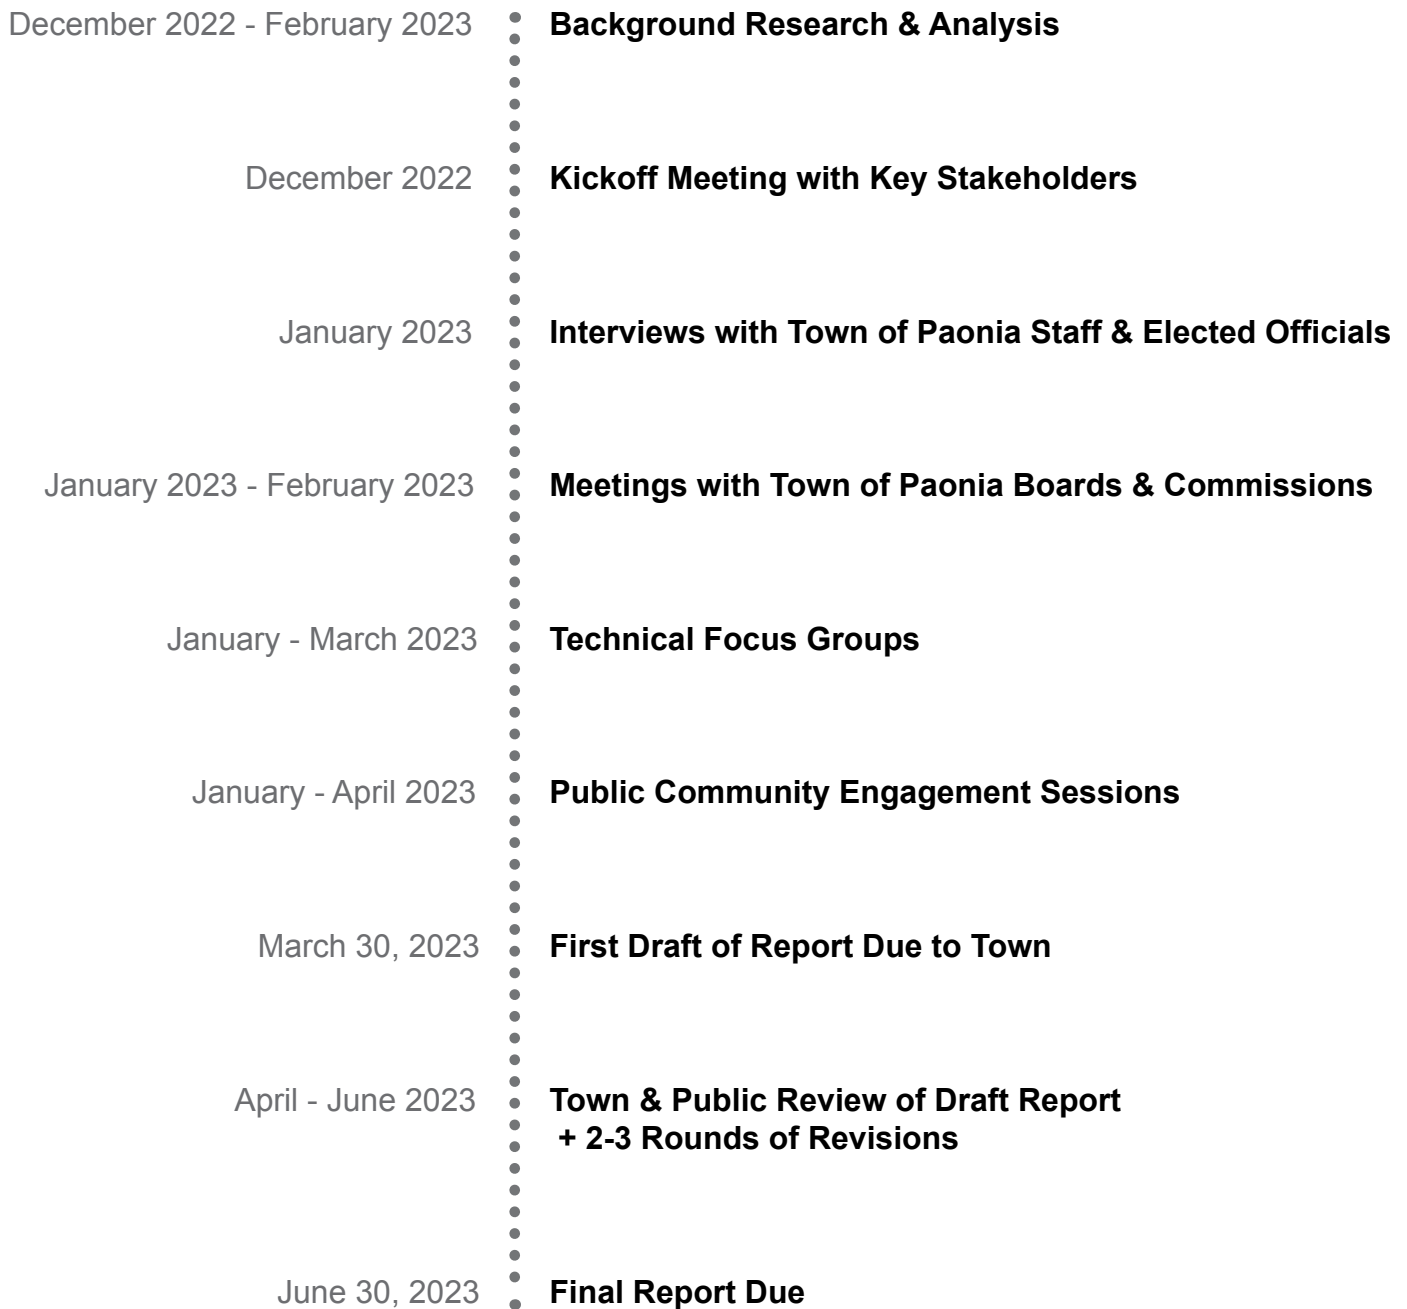 December 2022 - February 2023 Background Research & Analysis
December 2022 Kickoff Meeting with Key Stakeholders
January 2023 Interviews with Town of Paonia Staff & Elected Officials
January 2023 - February 2023 Meetings with Town of Paonia Boards & Commissions
January - March 2023 Technical Focus Groups
January - April 2023 Public Community Engagement Sessions
March 30, 2023 First Draft of Report Due to Town
April - June 2023 Town & Public Review of Draft Report
+ 2-3 Rounds of Revisions
June 30, 2023 Final Report Due